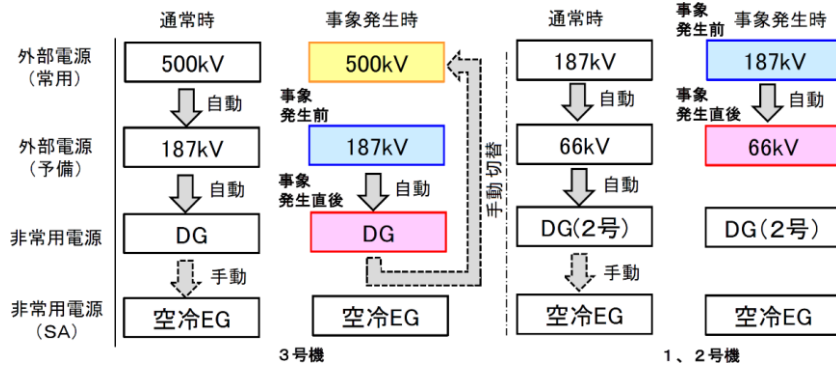 通常時
事象発生時
通常時
事象
発生前
事象発生時
外部電源
（常用）
500kV
500kV
187kV
187kV
自動
自動
事象
発生前
事象
発生直後
自動
外部電源
（予備）
187kV
187kV
66kV
66kV
自動
事象
発生直後
自動
手動切替
自動
非常用電源
DG
DG
DG(2号)
DG(2号)
手動
手動
非常用電源
（SA）
空冷EG
空冷EG
空冷EG
空冷EG
３号機
１、２号機